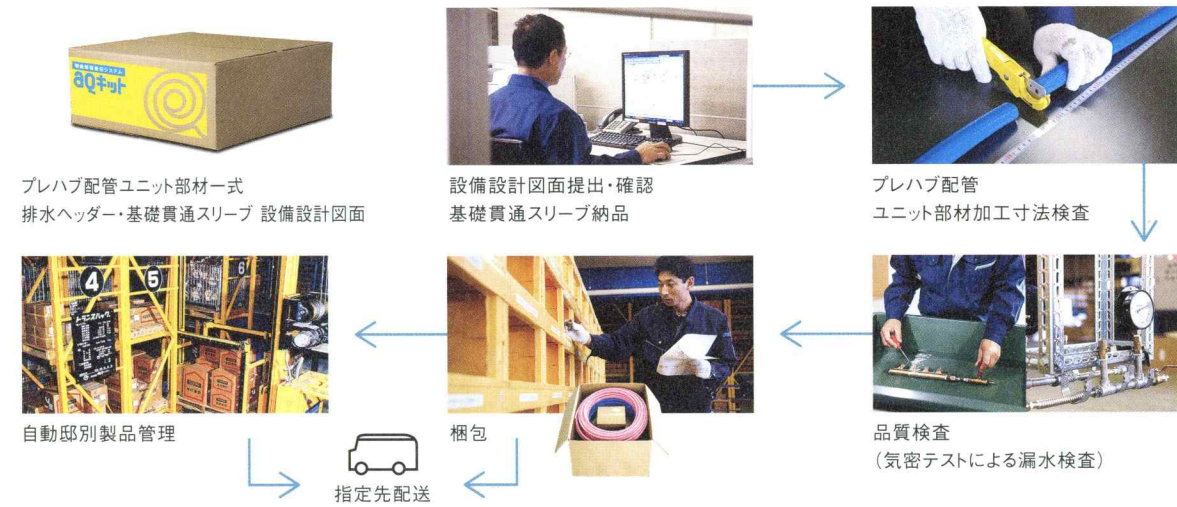 aQキット
プレハブ配管ユニット部材一式
排水ヘッダー・基礎貫通スリーブ 設備設計図面
設備設計図面提出・確認
基礎貫通スリーブ納品
プレハブ配管
ユニット部材加工寸法検査
4
5
6
自動邸別製品管理
梱包
品質検査
（気密テストによる漏水検査）
指定先配送